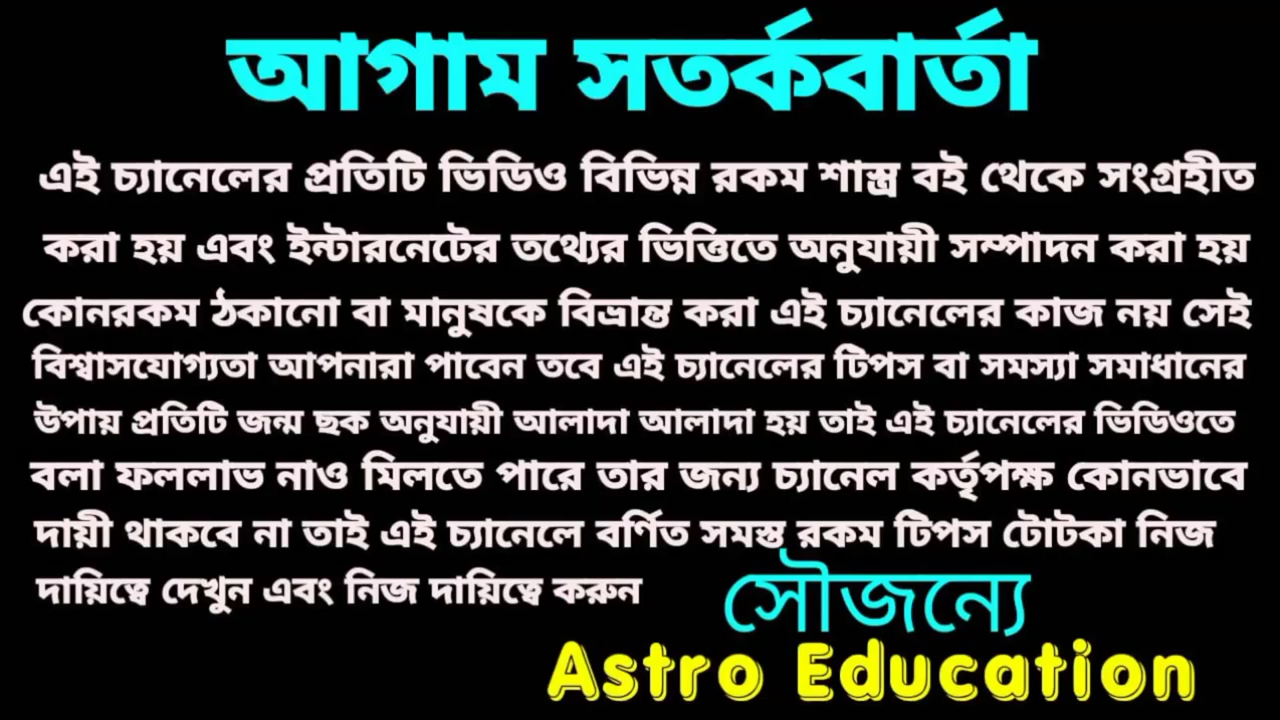 আগাম সতর্কবার্তা
এই চ্যানেলের প্রতিটি ভিডিও বিভিন্ন রকম শাস্ত্র বই থেকে সংগ্রহীত
করা হয় এবং ইন্টারনেটের তথ্যের ভিত্তিতে অনুযায়ী সম্পাদন করা হয়
কোনরকম ঠকানো বা মানুষকে বিভ্রান্ত করা এই চ্যানেলের কাজ নয় সেই
বিশ্বাসযোগ্যতা আপনারা পাবেন তবে এই চ্যানেলের টিপস বা সমস্যা সমাধানের
উপায় প্রতিটি জন্ম ছক অনুযায়ী আলাদা আলাদা হয় তাই এই চ্যানেলের ভিডিওতে
বলা ফললাভ নাও মিলতে পারে তার জন্য চ্যানেল কর্তৃপক্ষ কোনভাবে
দায়ী থাকবে না তাই এই চ্যানেলে বর্ণিত সমস্ত রকম টিপস টোটকা নিজ
দায়িত্বে দেখুন এবং নিজ দায়িত্বে করুন
সৌজন্যে
Astro Education